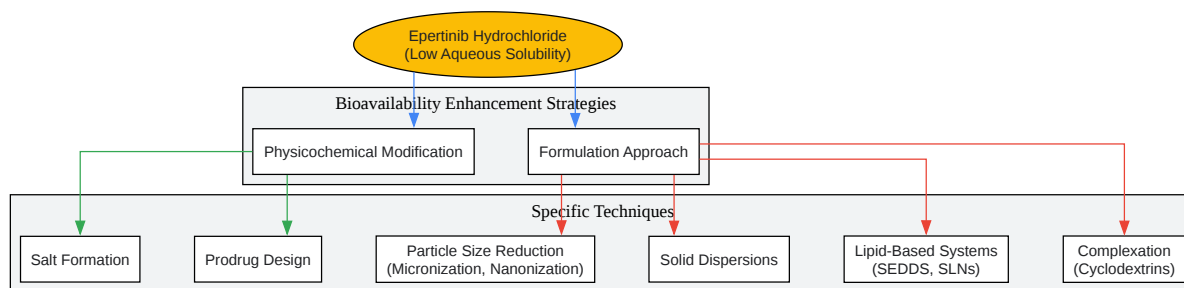 Epertinib Hydrochloride
(Low Aqueous Solubility)
Bioavailability Enhancement Strategies
Physicochemical Modification
Formulation Approach
Specific Techniques
Salt Formation
Prodrug Design
Particle Size Reduction
(Micronization, Nanonization)
Solid Dispersions
Lipid-Based Systems
(SEDDS, SLNs)
Complexation
(Cyclodextrins)